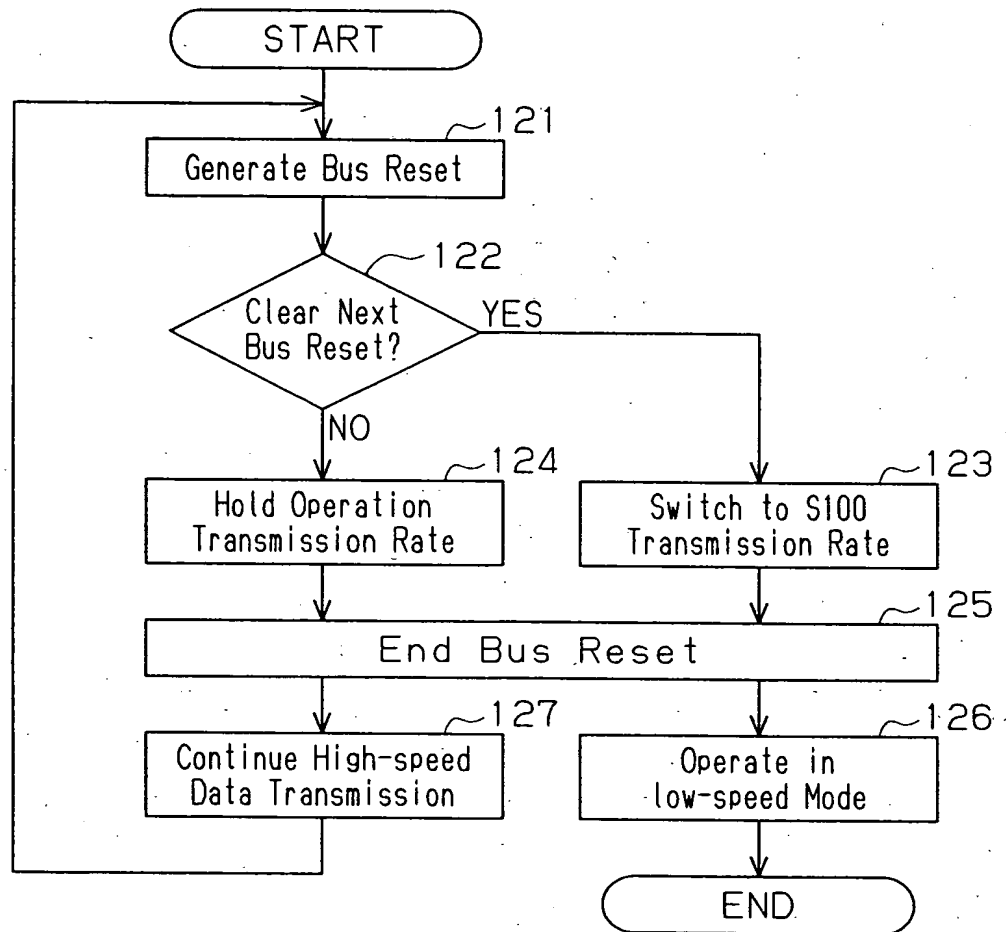 START
121
Generate Bus Reset
122
Clear Next
Bus Reset?
YES
NO
124
Hold Operation
Transmission Rate
123
Switch to S100
Transmission Rate
125
End Bus Reset
127
Continue High-speed
Data Transmission
126
Operate in
low-speed Mode
END